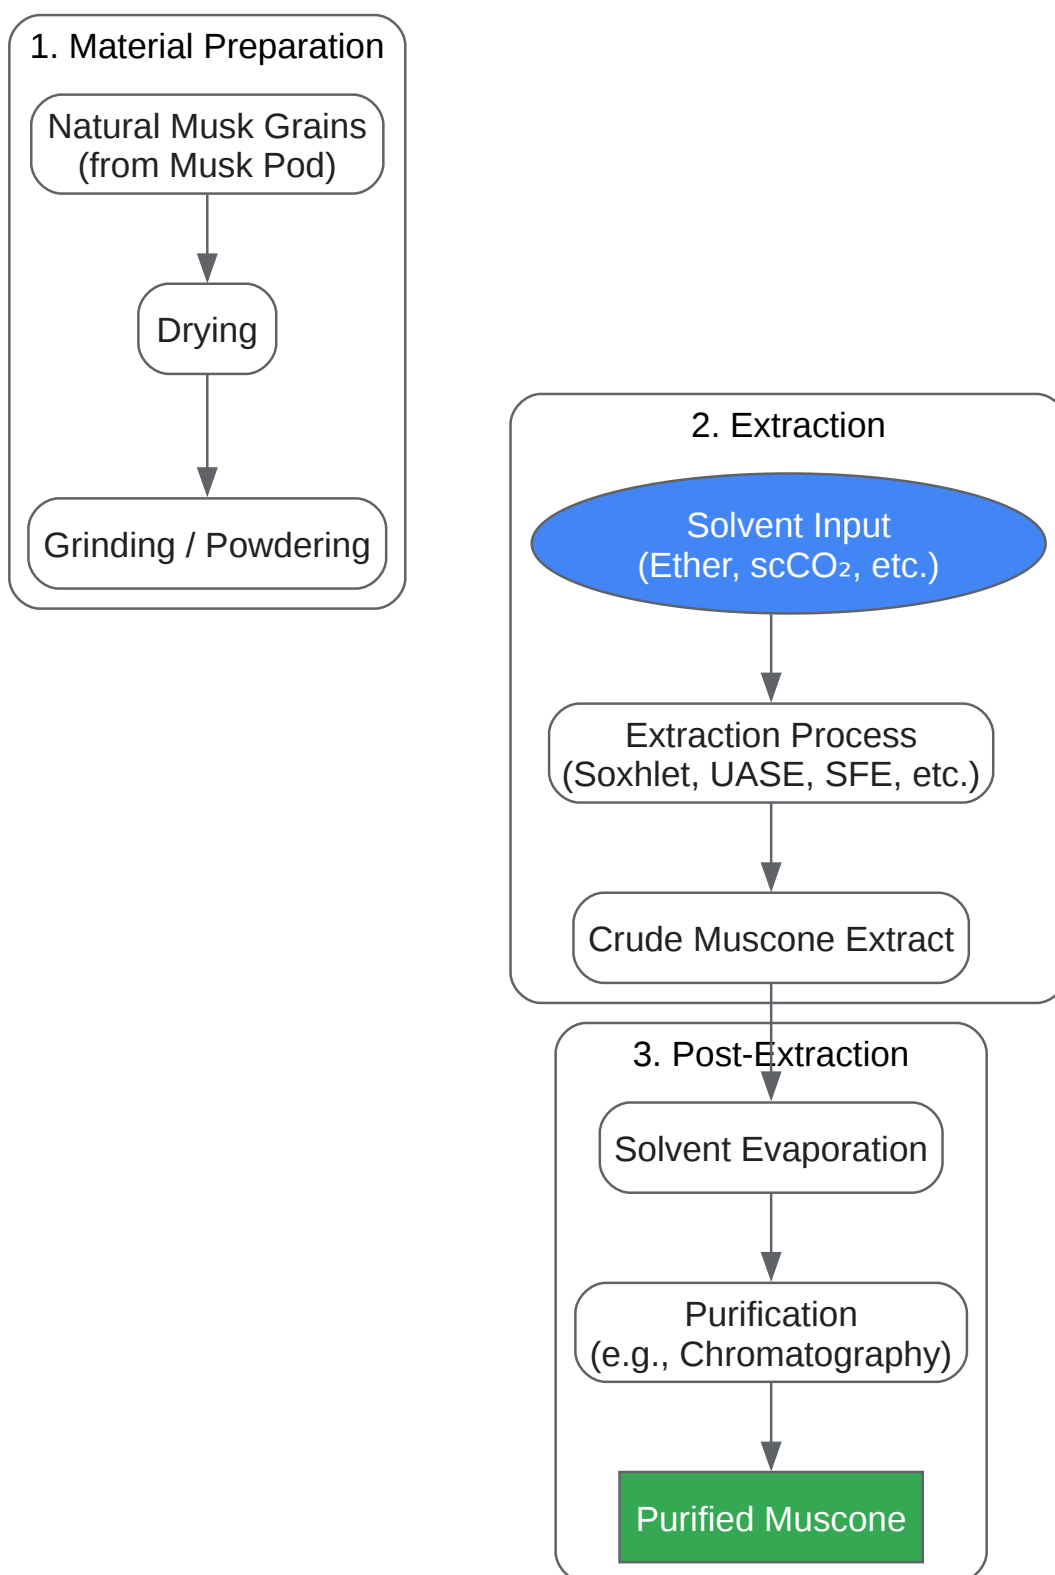 1. Material Preparation
Natural Musk Grains
(from Musk Pod)
Drying
Grinding / Powdering
2. Extraction
Solvent Input
(Ether, scCO₂, etc.)
Extraction Process
(Soxhlet, UASE, SFE, etc.)
Crude Muscone Extract
3. Post-Extraction
Solvent Evaporation
Purification
(e.g., Chromatography)
Purified Muscone